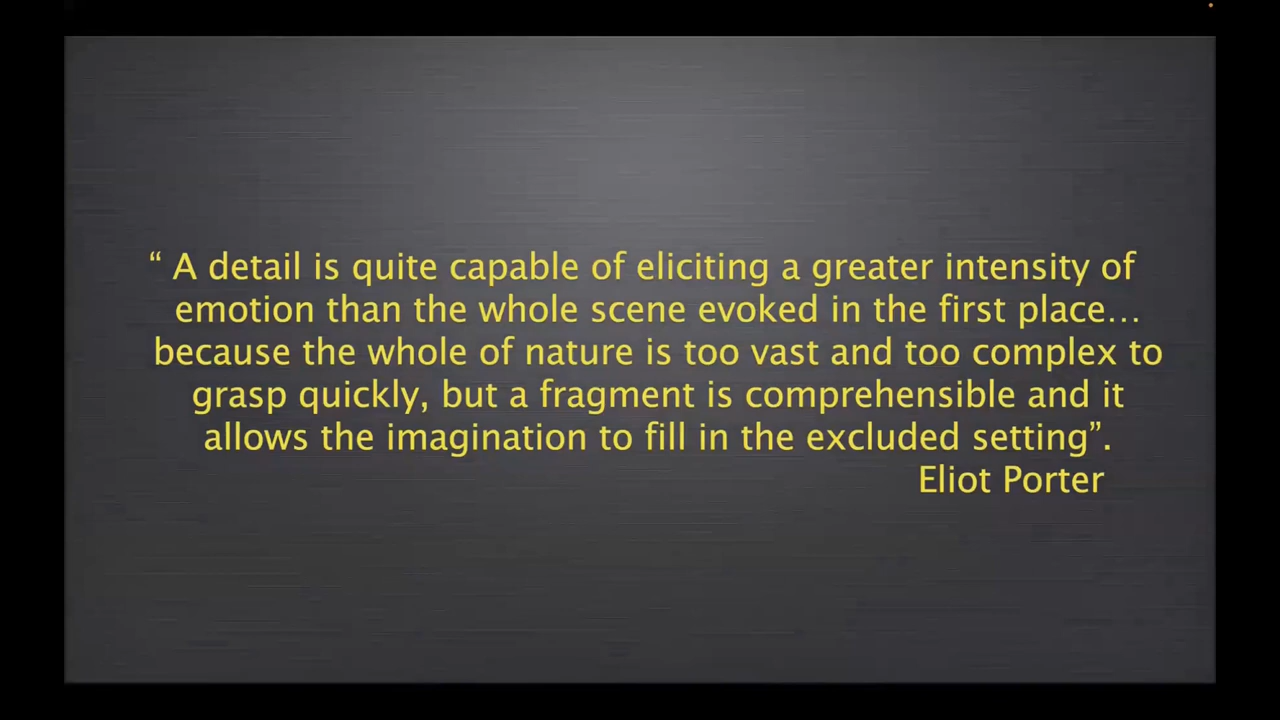 “ A detail is quite capable of eliciting a greater intensity of
emotion than the whole scene evoked in the first place…
because the whole of nature is too vast and too complex to
grasp quickly, but a fragment is comprehensible and it
allows the imagination to fill in the excluded setting”.
Eliot Porter